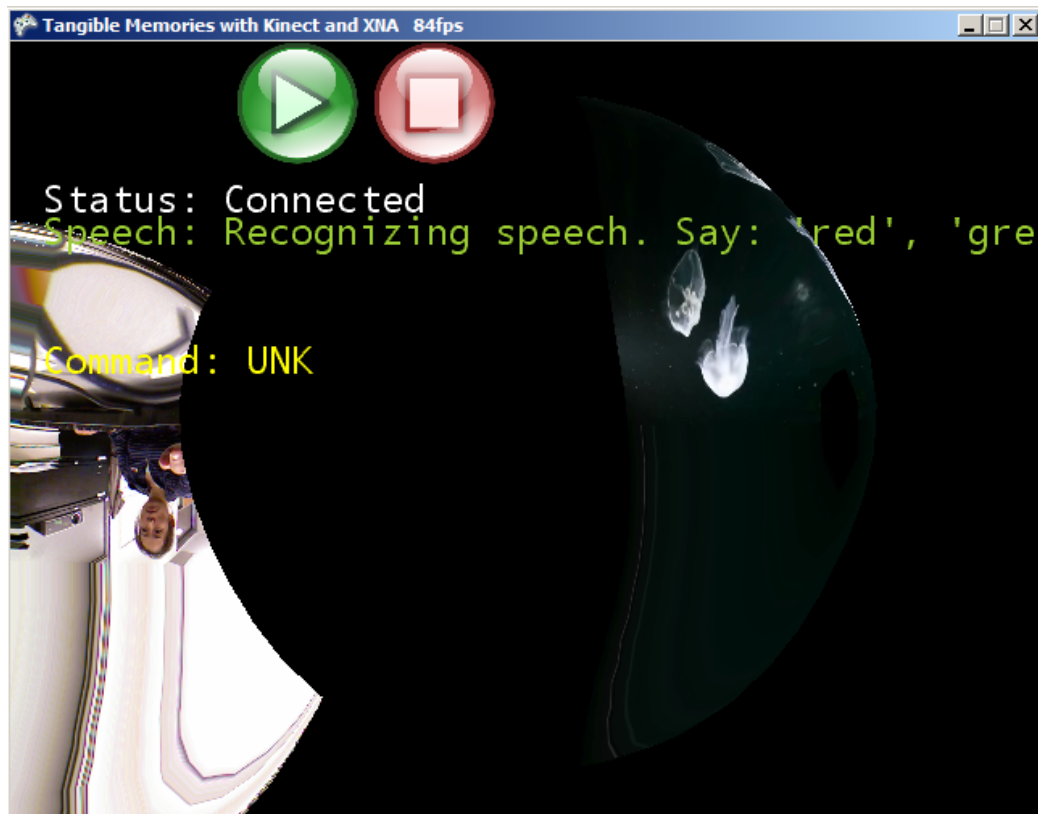 Tangible Memories with Kinect and XNA 84fps
Status: Connected
Speech: Recognizing speech. Say: 'red', 'gre
Command: UNK